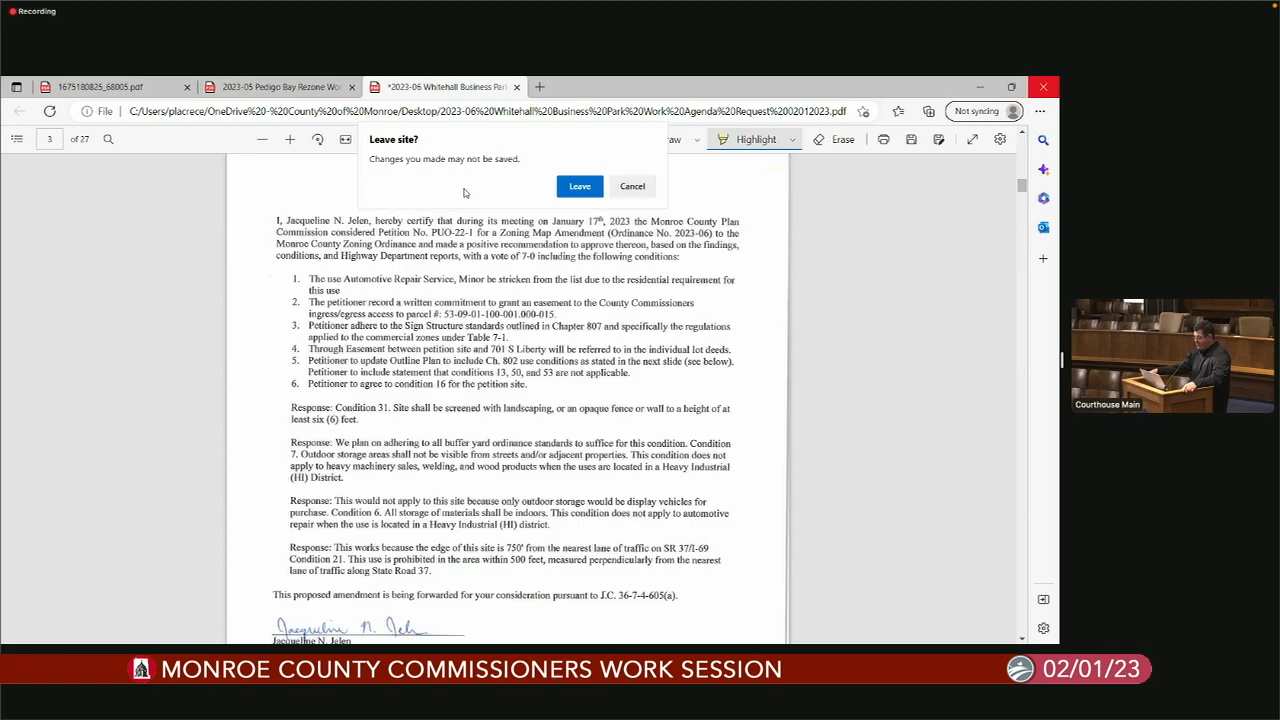 Recording
1675180825_68005.pdf
2023-05 Pedigo Bay Rezone Wo
*2023-06 Whitehall Business Par
File
C:/Users/placrece/OneDrive%20-%20County%20of%20Monroe/Desktop/2023-06%20Whitehall%20Business%20Park%20Work%20Agenda%20Request%2002012023.pdf
Not syncing
3 of 27
raw
Highlight
Erase
Leave site?
Changes you made may not be saved.
Leave
Cancel
I, Jacqueline N. Jelen, hereby certify that during its meeting on January 17th, 2023 the Monroe County Plan
Commission considered Petition No. PUO-22-1 for a Zoning Map Amendment (Ordinance No. 2023-06) to the
Monroe County Zoning Ordinance and made a positive recommendation to approve thereon, based on the findings,
conditions, and Highway Department reports, with a vote of 7-0 including the following conditions:
1. The use Automotive Repair Service, Minor be stricken from the list due to the residential requirement for
this use
2. The petitioner record a written commitment to grant an easement to the County Commissioners
ingress/egress access to parcel #: 53-09-01-100-001.000-015.
3. Petitioner adhere to the Sign Structure standards outlined in Chapter 807 and specifically the regulations
applied to the commercial zones under Table 7-1.
4. Through Easement between petition site and 701 S Liberty will be referred to in the individual lot deeds.
5. Petitioner to update Outline Plan to include Ch. 802 use conditions as stated in the next slide (see below).
Petitioner to include statement that conditions 13, 50, and 53 are not applicable.
6. Petitioner to agree to condition 16 for the petition site.
Response: Condition 31. Site shall be screened with landscaping, or an opaque fence or wall to a height of at
least six (6) feet.
Response: We plan on adhering to all buffer yard ordinance standards to suffice for this condition. Condition
7. Outdoor storage areas shall not be visible from streets and/or adjacent properties. This condition does not
apply to heavy machinery sales, welding, and wood products when the uses are located in a Heavy Industrial
(HI) District.
Response: This would not apply to this site because only outdoor storage would be display vehicles for
purchase. Condition 6. All storage of materials shall be indoors. This condition does not apply to automotive
repair when the use is located in a Heavy Industrial (HI) district.
Response: This works because the edge of this site is 750' from the nearest lane of traffic on SR 37/I-69
Condition 21. This use is prohibited in the area within 500 feet, measured perpendicularly from the nearest
lane of traffic along State Road 37.
This proposed amendment is being forwarded for your consideration pursuant to I.C. 36-7-4-605(a).
Jacqueline N. Jelen
Jacqueline N. Jelen
Courthouse Main
MONROE COUNTY COMMISSIONERS WORK SESSION
02/01/23